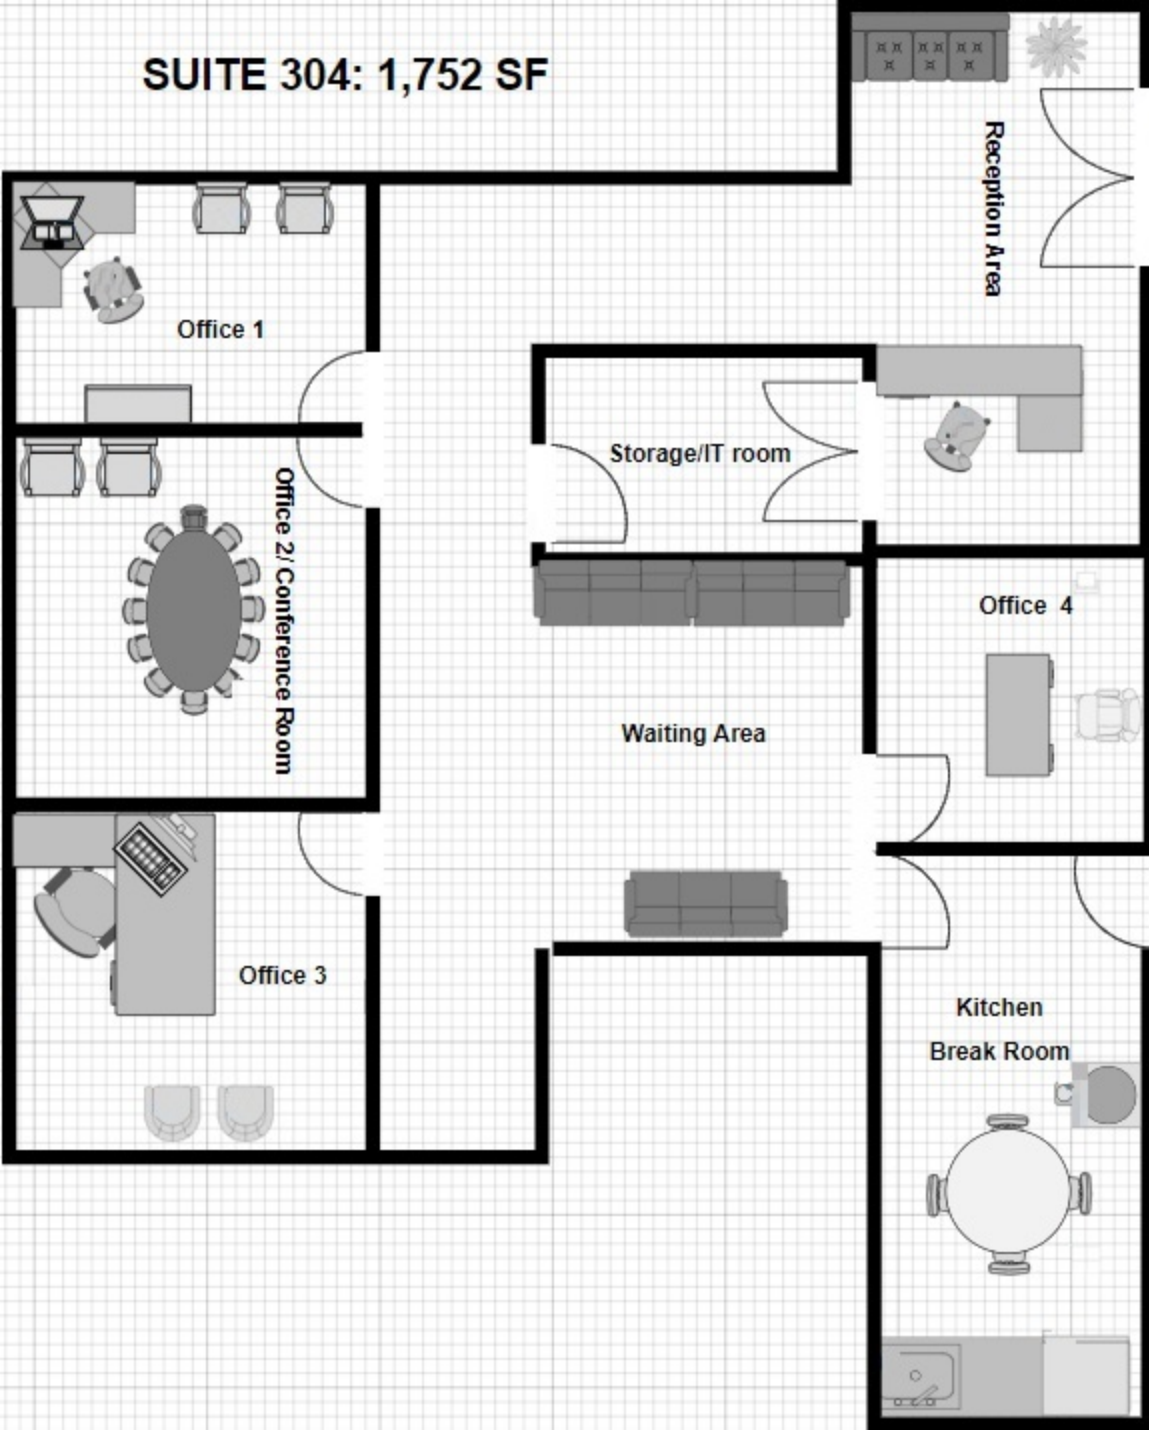 SUITE 304: 1,752 SF
Reception Area
Office 1
Storage/IT room
Office 2/ Conference Room
Office 4
Waiting Area
Office 3
Kitchen
Break Room